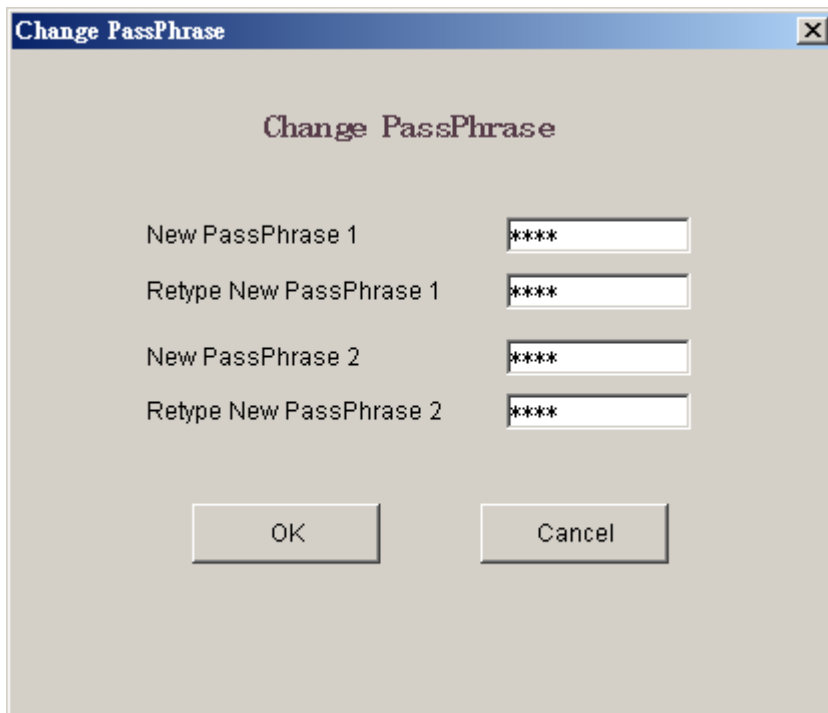 Change PassPhrase
Change PassPhrase
New PassPhrase 1 ****
Retype New PassPhrase 1 ****
New PassPhrase 2 ****
Retype New PassPhrase 2 ****
OK Cancel